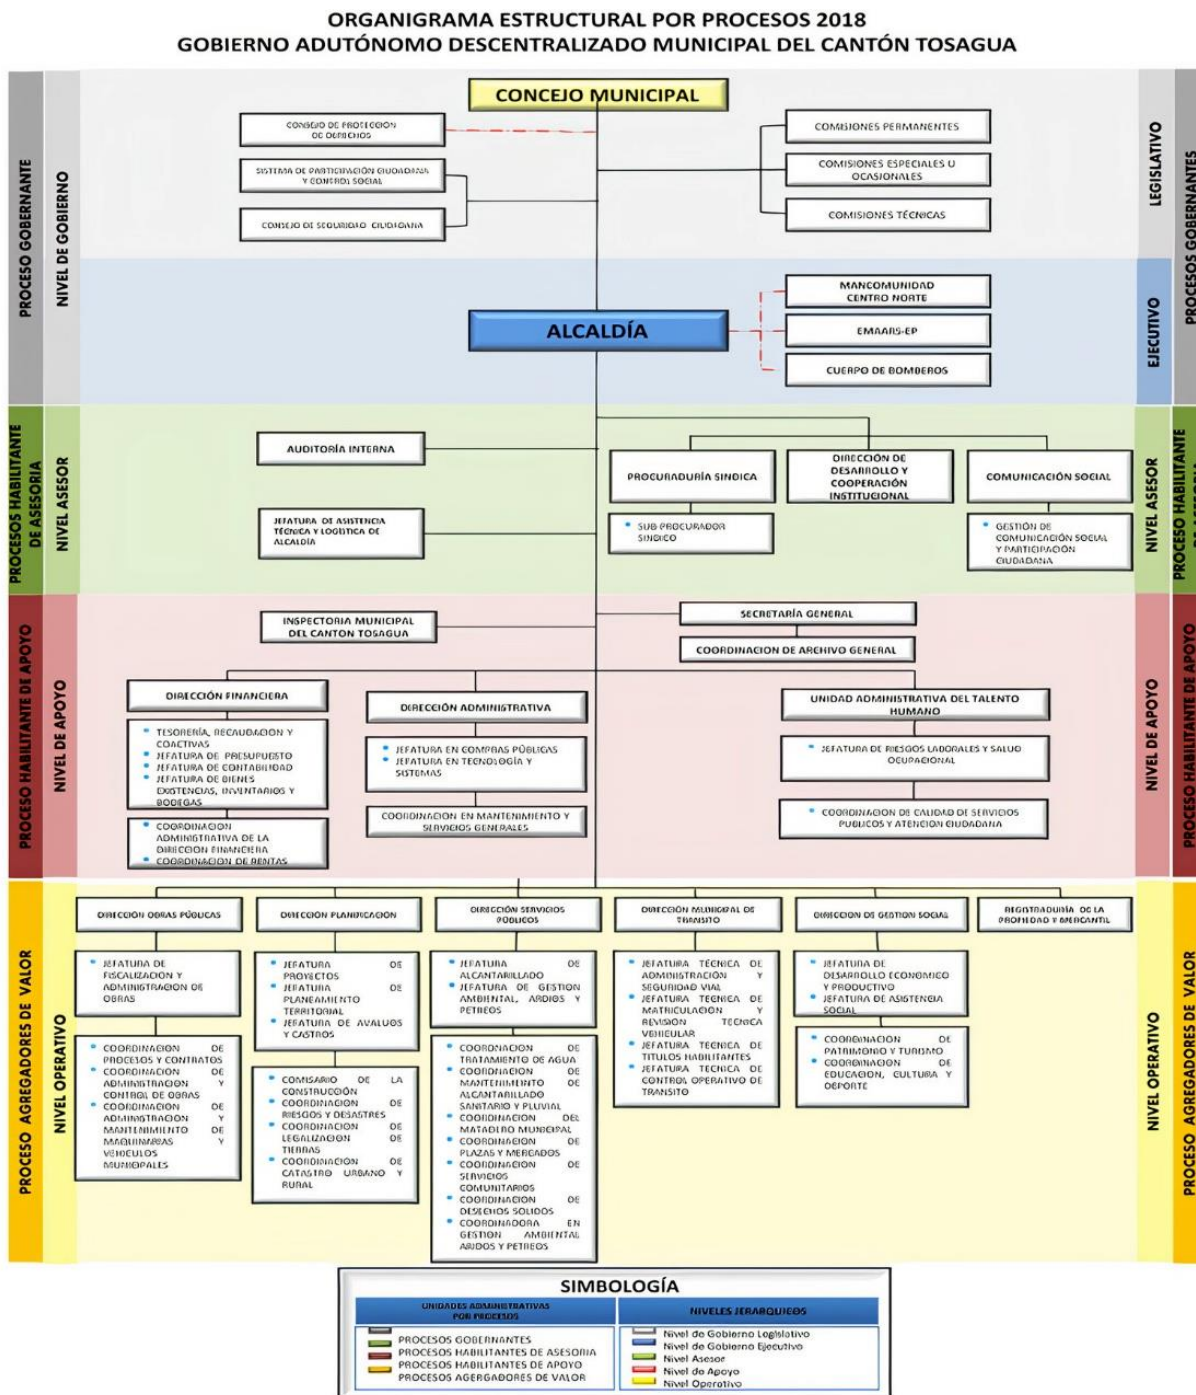 ORGANIGRAMA ESTRUCTURAL POR PROCESOS 2018
GOBIERNO ADUTÓNOMO DESCENTRALIZADO MUNICIPAL DEL CANTÓN TOSAGUA
PROCESO GOBERNANTE
NIVEL DE GOBIERNO
CONCEJO MUNICIPAL
CONSEJO DE PROTECCION
DE DERECHOS
SISTEMA DE PARTICIPACIÓN CIUDADANA
Y CONTROL SOCIAL
CONSEJO DE SEGURIDAD CIUDADANA
COMISIONES PERMANENTES
COMISIONES ESPECIALES U
OCASIONALES
COMISIONES TÉCNICAS
LEGISLATIVO
PROCESOS GOBERNANTES
ALCALDÍA
MANCOMUNIDAD
CENTRO NORTE
EMAARS-EP
CUERPO DE BOMBEROS
EJECUTIVO
PROCESOS HABILITANTES
DE ASESORIA
NIVEL ASESOR
AUDITORÍA INTERNA
JEFATURA DE ASISTENCIA
TÉCNICA Y LOGISTICA DE
ALCALDÍA
PROCURADURÍA SINDICA
SUB PROCURADOR
SINDICO
DIRECCIÓN DE
DESARROLLO Y
COOPERACIÓN
INSTITUCIONAL
COMUNICACIÓN SOCIAL
GESTIÓN DE
COMUNICACIÓN SOCIAL
Y PARTICIPACIÓN
CIUDADANA
NIVEL ASESOR
PROCESO HABILITANTE
PROCESO HABILITANTE DE APOYO
NIVEL DE APOYO
INSPECTORIA MUNICIPAL
DEL CANTON TOSAGUA
SECRETARÍA GENERAL
COORDINACION DE ARCHIVO GENERAL
DIRECCIÓN FINANCIERA
TESORERÍA, RECAUDACION Y
COACTIVAS
JEFATURA DE PRESUPUESTO
JEFATURA DE CONTABILIDAD
JEFATURA DE BIENES
EXISTENCIAS, INVENTARIOS Y
BODEGAS
COORDINACION
ADMINISTRATIVA DE LA
DIRECCION FINANCIERA
COORDINACION DE RENTAS
DIRECCIÓN ADMINISTRATIVA
JEFATURA EN COMPRAS PÚBLICAS
JEFATURA EN TECNOLOGÍA Y
SISTEMAS
COORDINACION EN MANTENIMIENTO Y
SERVICIOS GENERALES
UNIDAD ADMINISTRATIVA DEL TALENTO
HUMANO
JEFATURA DE RIESGOS LABORALES Y SALUD
OCUPACIONAL
COORDINACION DE CALIDAD DE SERVICIOS
PUBLICOS Y ATENCION CIUDADANA
NIVEL DE APOYO
PROCESO HABILITANTE DE APOYO
PROCESO AGREGADORES DE VALOR
NIVEL OPERATIVO
DIRECCIÓN OBRAS PÚBLICAS
JEFATURA DE
FISCALIZACION Y
ADMINISTRACION DE
OBRAS
COORDINACION DE
PROCESOS Y CONTRATOS
COORDINACION DE
ADMINISTRACION Y
CONTROL DE OBRAS
COORDINACION DE
ADMINISTRACION Y
MANTENIMIENTO DE
MAQUINARIAS Y
VEHICULOS
MUNICIPALES
DIRECCIÓN PLANIFICACIÓN
JEFATURA DE
PROYECTOS
JEFATURA DE
PLANEAMIENTO
TERRITORIAL
JEFATURA DE AVALUOS
Y CASTROS
COMISARIO DE LA
CONSTRUCCIÓN
COORDINACION DE
RIESGOS Y DESASTRES
COORDINACION DE
LEGALIZACION DE
TIERRAS
COORDINACION DE
CATASTRO URBANO Y
RURAL
DIRECCIÓN SERVICIOS
PÚBLICOS
JEFATURA DE
ALCANTARILLADO
JEFATURA DE GESTION
AMBIENTAL, ARDIOS Y
PETREOS
COORDNACION DE
TRATAMIENTO DE AGUA
COORDINACION DE
MANTENIMEINTO DE
ALCANTARILLADO
SANITARIO Y PLUVIAL
COORDINACION DEL
MATADERO MUNICIPAL
COORDINACION DE
PLAZAS Y MERCADOS
COORDINACION DE
SERVICIOS
COMUNITARIOS
COORDINACION DE
DESECHOS SOLIDOS
COORDINADORA EN
GESTION AMBIENTAL
ARIDOS Y PETREOS
DIRECCIÓN MUNICIPAL DE
TRANSITO
JEFATURA TÉCNICA DE
ADMINISTRACIÓN Y
SEGURIDAD VIAL
JEFATURA TECNICA DE
MATRICULACION Y
REVISION TECNICA
VEHICULAR
JEFATURA TECNICA DE
TITULOS HABILITANTES
JEFATURA TECNICA DE
CONTROL OPERATIVO DE
TRANSITO
DIRECCION DE GESTION SOCIAL
JEFATURA DE
DESARROLLO ECONOMICO
Y PRODUCTIVO
JEFATURA DE ASISTENCIA
SOCIAL
COORDINACION DE
PATRIMONIO Y TURISMO
COORDINACION DE
EDUCACION, CULTURA Y
DEPORTE
REGISTRADURÍA DE LA
PROPIEDAD Y MERCANTIL
NIVEL OPERATIVO
PROCESO AGREGADORES DE VALOR
SIMBOLOGÍA
UNIDADES ADMINISTRATIVAS
POR PROCESOS
NIVELES JERARQUICOS
PROCESOS GOBERNANTES
PROCESOS HABILITANTES DE ASESORIA
PROCESOS HABILITANTES DE APOYO
PROCESOS AGERGADORES DE VALOR
Nivel de Gobierno Legislativo
Nivel de Gobierno Ejecutivo
Nivel Asesor
Nivel de Apoyo
Nivel Operativo